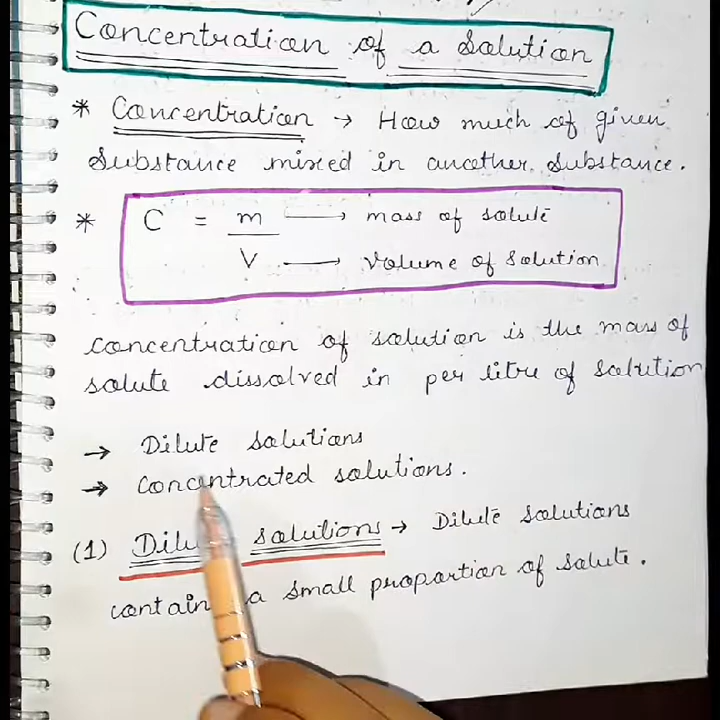 Concentration of a Solution
* Concentration → How much of given
substance mixed in another substance.
* C = m → mass of solute
V → Volume of solution
Concentration of solution is the mass of
solute dissolved in per litre of solution
→ Dilute solutions
→ Concentrated solutions.
(1) Dilute solutions → Dilute solutions
contain a small proportion of solute.